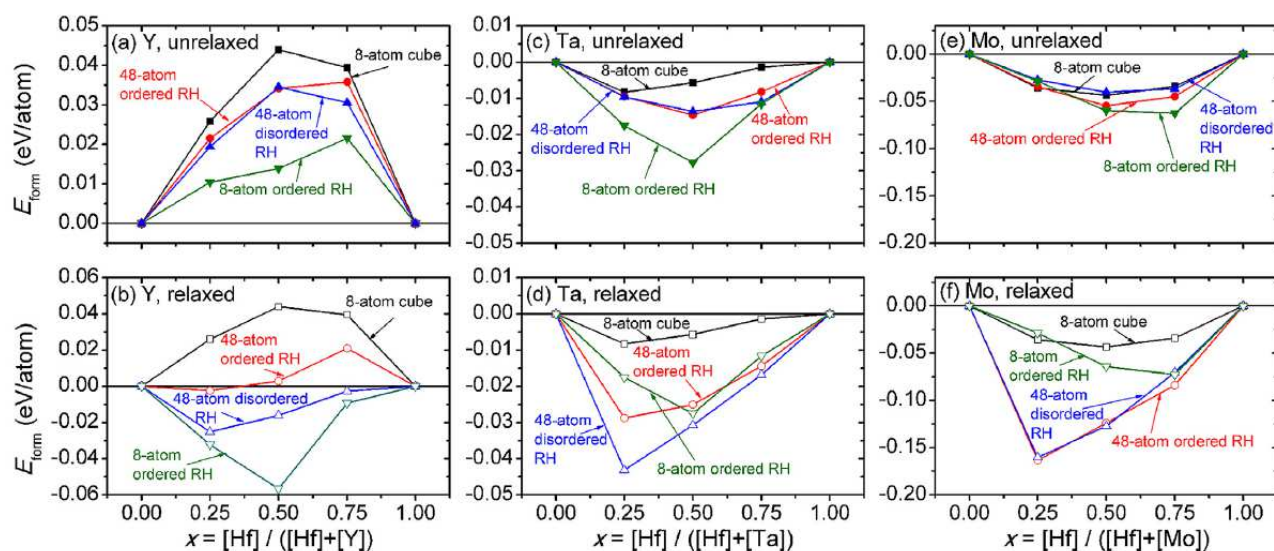 (a) Y, unrelaxed
8-atom cube
48-atom
ordered RH
48-atom
disordered
RH
8-atom ordered RH
0.05
0.04
0.03
0.02
0.01
0.00
E form (eV/atom)
(c) Ta, unrelaxed
8-atom cube
48-atom
disordered RH
48-atom
ordered RH
8-atom ordered RH
0.01
0.00
-0.01
-0.02
-0.03
-0.04
-0.05
(e) Mo, unrelaxed
8-atom cube
48-atom ordered RH
48-atom
disordered RH
8-atom ordered RH
0.00
-0.05
-0.10
-0.15
-0.20
(b) Y, relaxed
8-atom cube
48-atom
ordered RH
48-atom disordered
RH
8-atom
ordered RH
0.06
0.04
0.02
0.00
-0.02
-0.04
-0.06
E form (eV/atom)
0.00 0.25 0.50 0.75 1.00
x = [Hf] / ([Hf]+[Y])
(d) Ta, relaxed
8-atom cube
48-atom
ordered RH
48-atom
disordered RH
8-atom ordered RH
0.01
0.00
-0.01
-0.02
-0.03
-0.04
-0.05
0.00 0.25 0.50 0.75 1.00
x = [Hf] / ([Hf]+[Ta])
(f) Mo, relaxed
8-atom cube
8-atom
ordered RH
48-atom
disordered
RH
48-atom ordered RH
0.00
-0.05
-0.10
-0.15
-0.20
0.00 0.25 0.50 0.75 1.00
x = [Hf] / ([Hf]+[Mo])